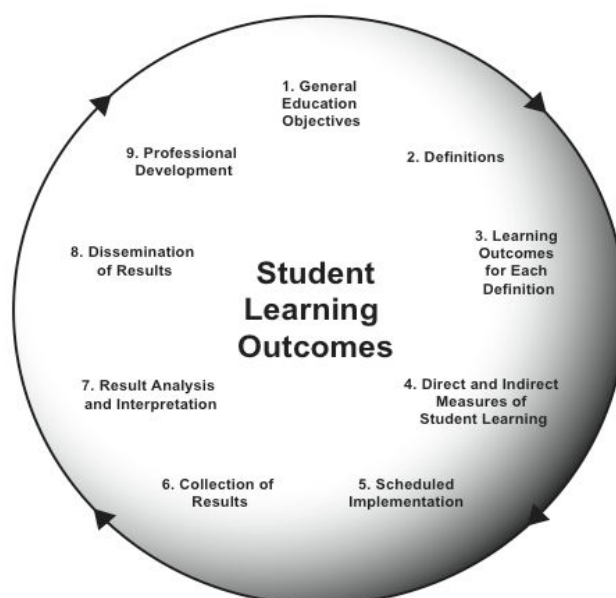 1. General
Education
Objectives
2. Definitions
3. Learning
Outcomes
for Each
Definition
4. Direct and Indirect
Measures of
Student Learning
5. Scheduled
Implementation
6. Collection of
Results
7. Result Analysis
and Interpretation
8. Dissemination
of Results
9. Professional
Development
Student
Learning
Outcomes